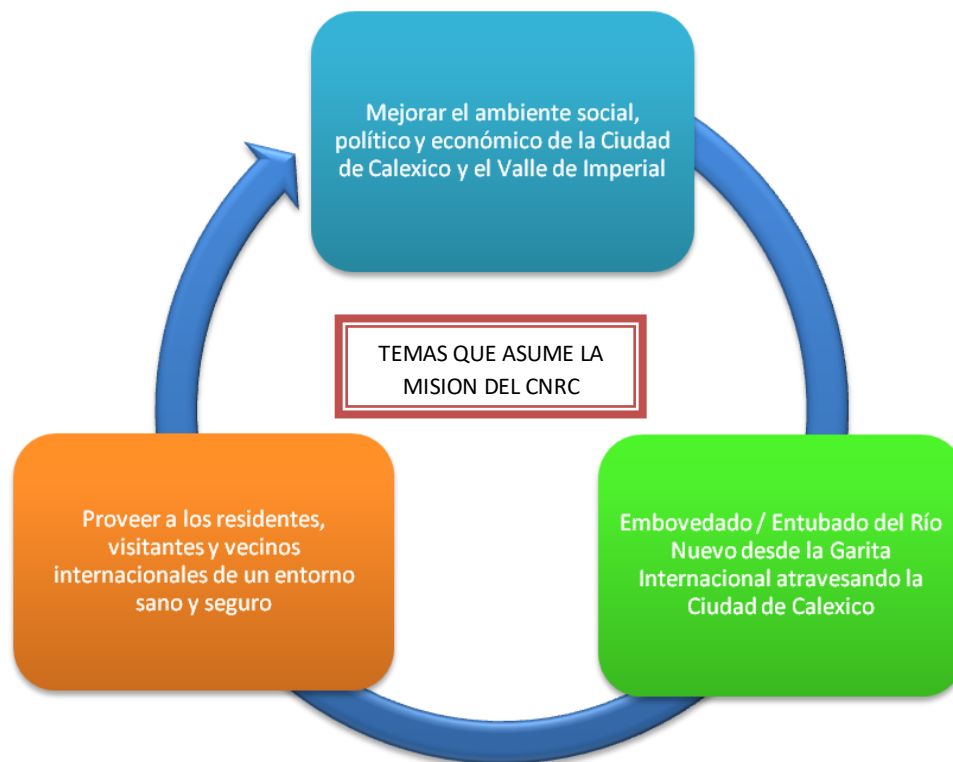 Mejorar el ambiente social,
político y económico de la Ciudad
de Calexico y el Valle de Imperial
TEMAS QUE ASUME LA
MISION DEL CNRC
Proveer a los residentes,
visitantes y vecinos
internacionales de un entorno
sano y seguro
Embovedado / Entubado del Río
Nuevo desde la Garita
Internacional atravesando la
Ciudad de Calexico